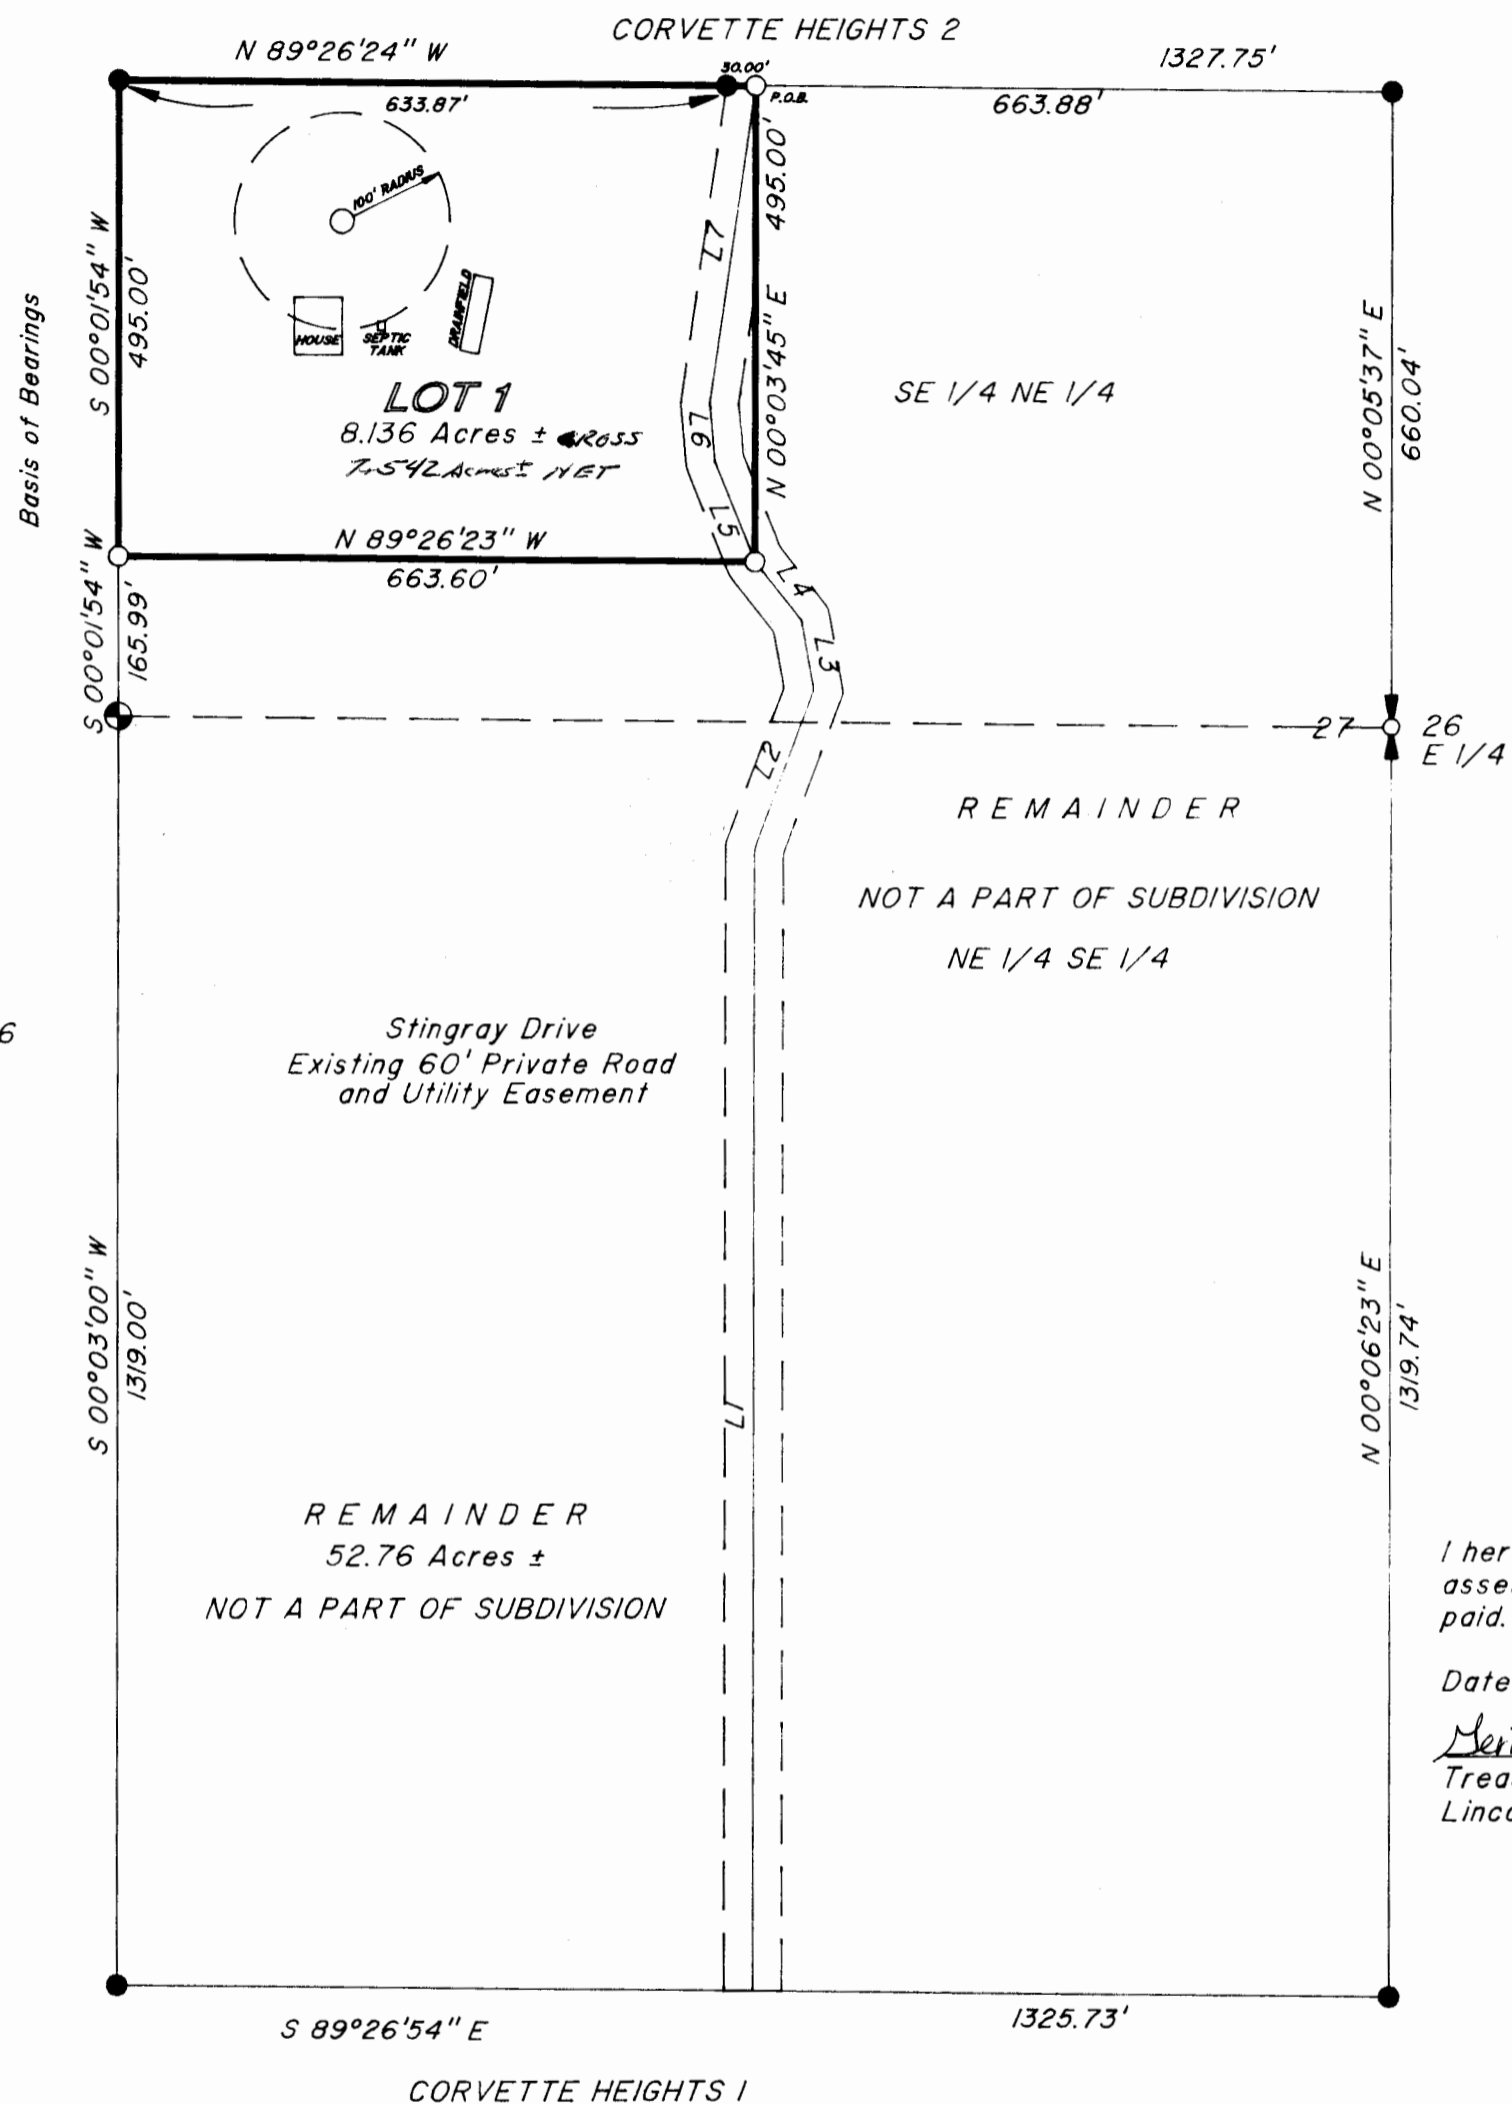 CORVETTE HEIGHTS 2
N 89°26'24" W
30.00'
1327.75'
633.87'
P.O.B.
663.88'
100' RADIUS
495.00'
L7
S 00°01'54" W
495.00'
Basis of Bearings
HOUSE
SEPTIC
TANK
DRAINFIELD
N 00°03'45" E
N 00°05'37" E
660.04'
LOT 1
8.136 Acres ± GROSS
7.542 Acres ± NET
SE 1/4 NE 1/4
L6
L5
N 89°26'23" W
663.60'
L4
L3
S 00°01'54" W
165.99'
27
26
E 1/4
L2
REMAINDER
NOT A PART OF SUBDIVISION
NE 1/4 SE 1/4
6
Stingray Drive
Existing 60' Private Road
and Utility Easement
S 00°03'00" W
1319.00'
N 00°06'23" E
1319.74'
L1
REMAINDER
52.76 Acres ±
NOT A PART OF SUBDIVISION
I her
asse
paid.
Date
Geri
Trea
Linco
S 89°26'54" E
1325.73'
CORVETTE HEIGHTS 1